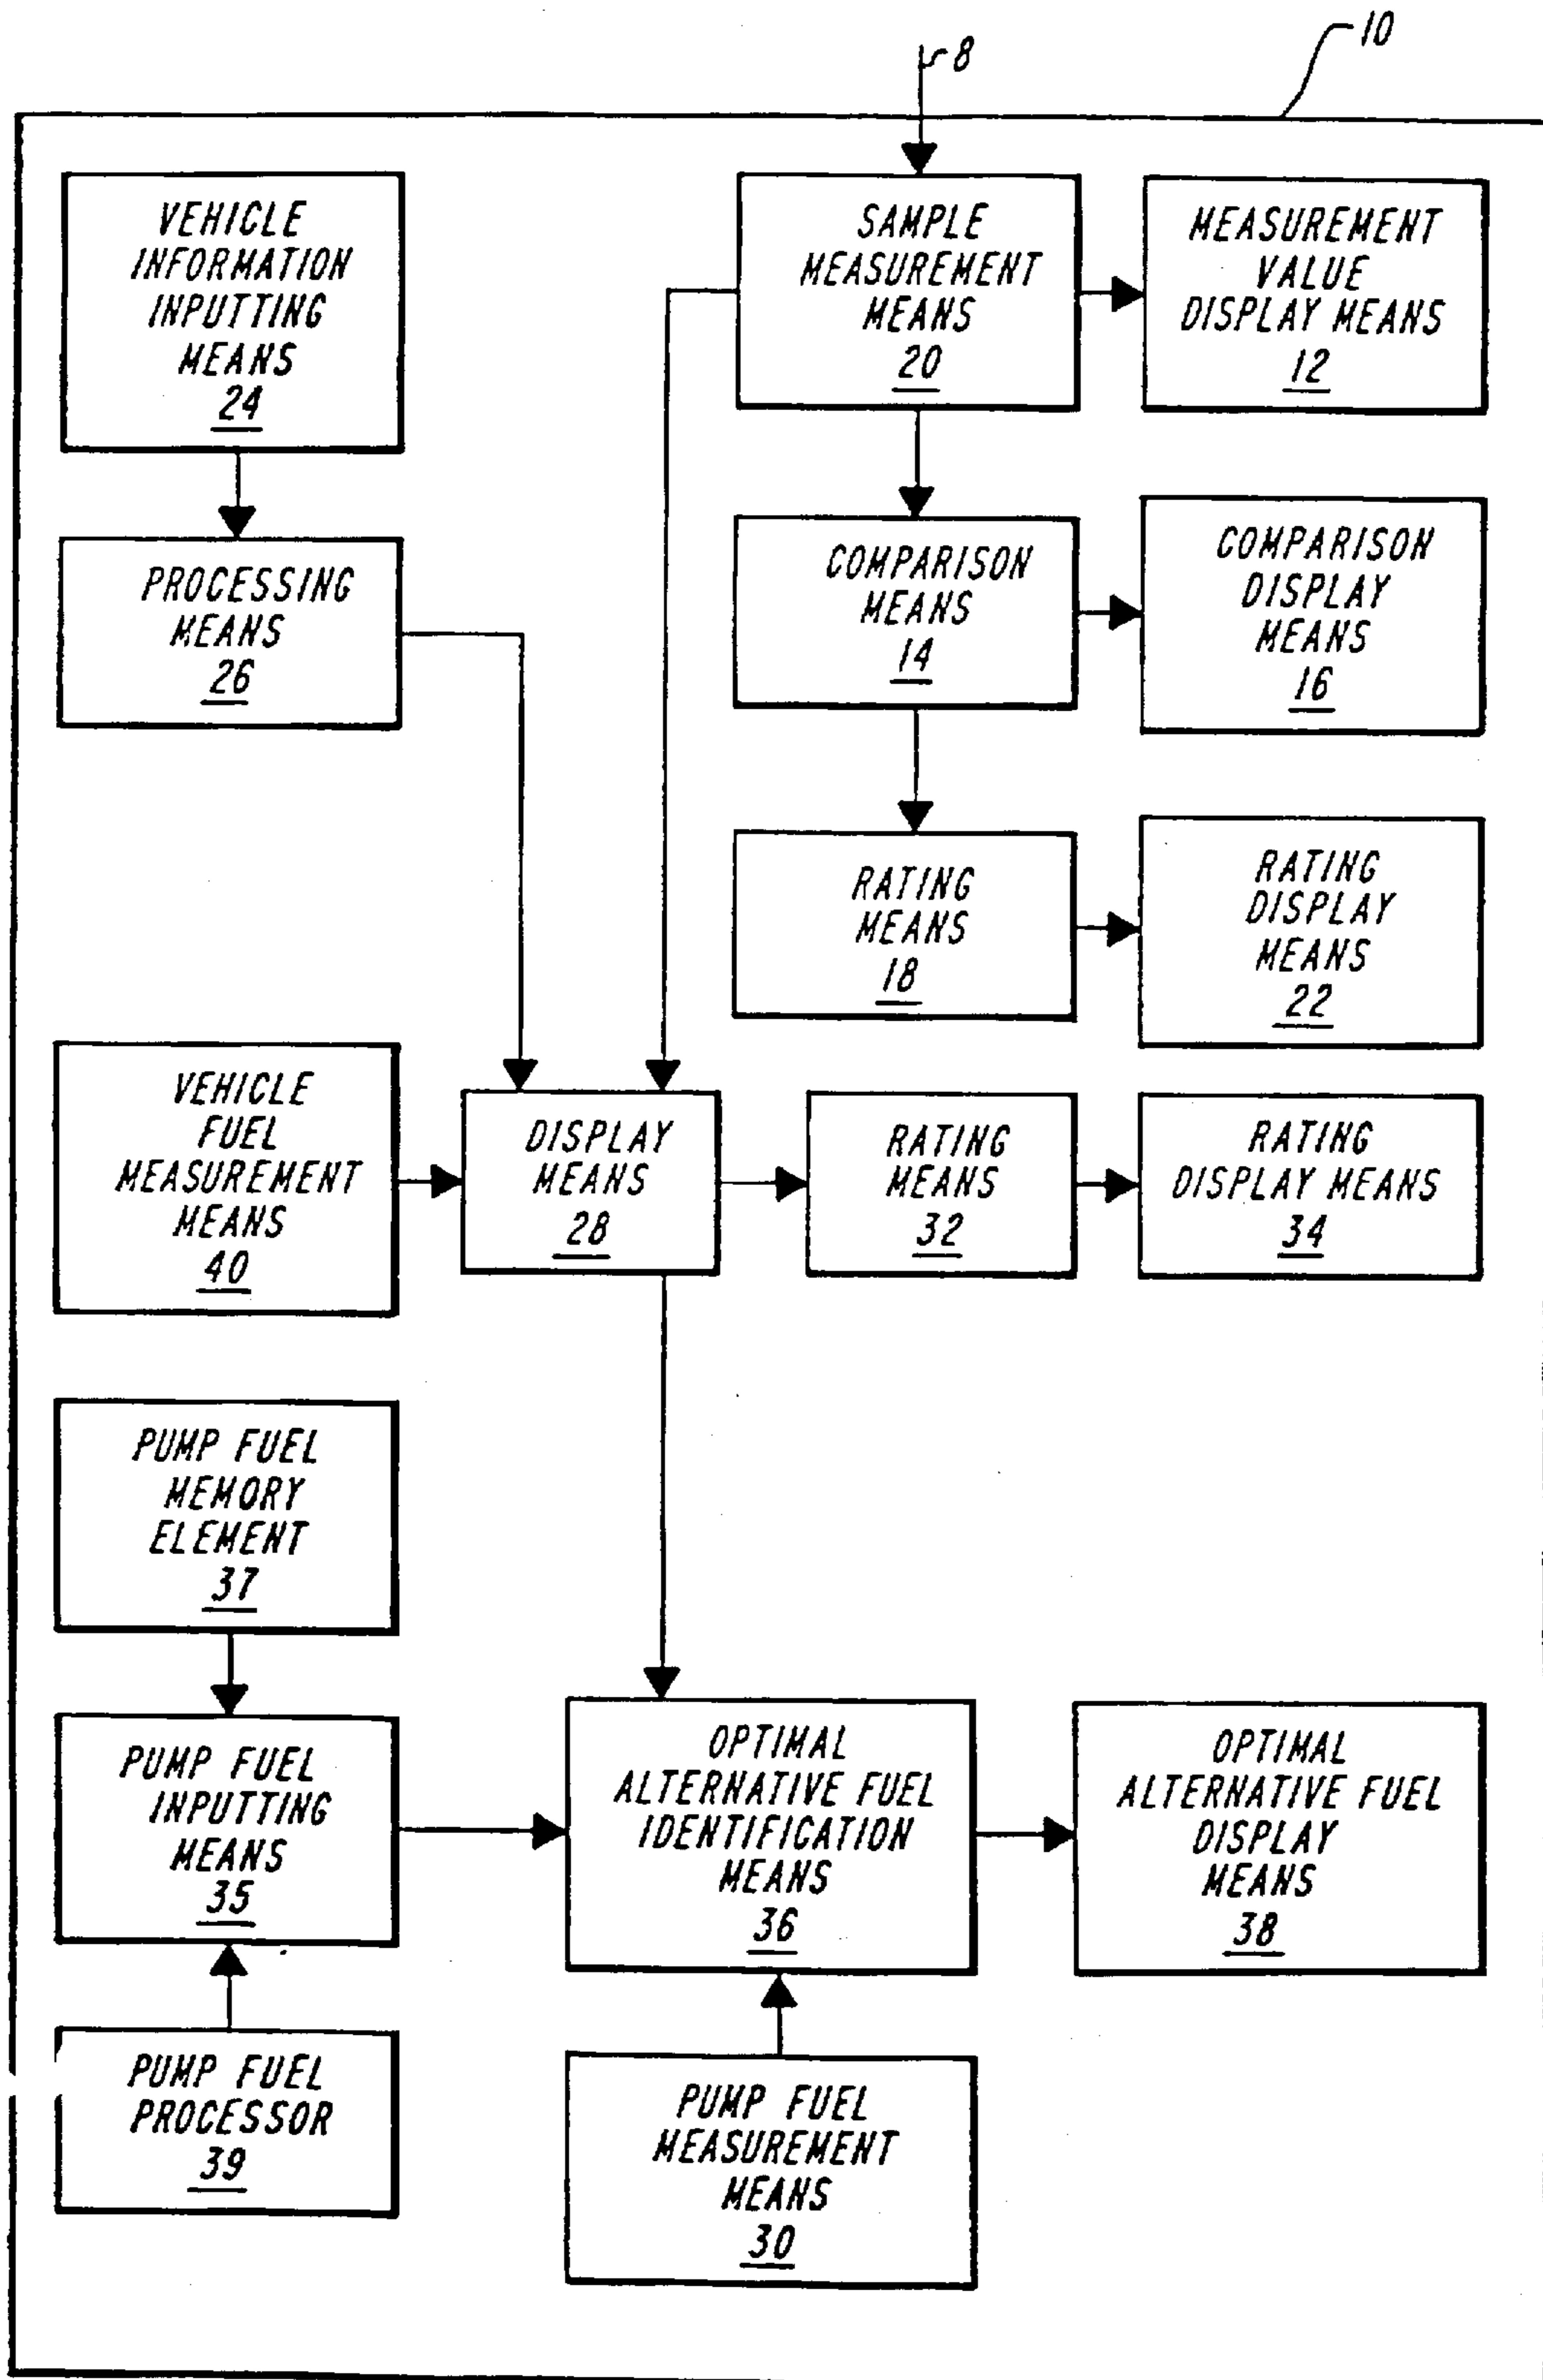 10
8
VEHICLE
INFORMATION
INPUTTING
MEANS
24
SAMPLE
MEASUREMENT
MEANS
20
MEASUREMENT
VALUE
DISPLAY MEANS
12
PROCESSING
MEANS
26
COMPARISON
MEANS
14
COMPARISON
DISPLAY
MEANS
16
RATING
MEANS
18
RATING
DISPLAY
MEANS
22
VEHICLE
FUEL
MEASUREMENT
MEANS
40
DISPLAY
MEANS
28
RATING
MEANS
32
RATING
DISPLAY MEANS
34
PUMP FUEL
MEMORY
ELEMENT
37
PUMP FUEL
INPUTTING
MEANS
35
OPTIMAL
ALTERNATIVE FUEL
IDENTIFICATION
MEANS
36
OPTIMAL
ALTERNATIVE FUEL
DISPLAY
MEANS
38
PUMP FUEL
PROCESSOR
39
PUMP FUEL
MEASUREMENT
MEANS
30